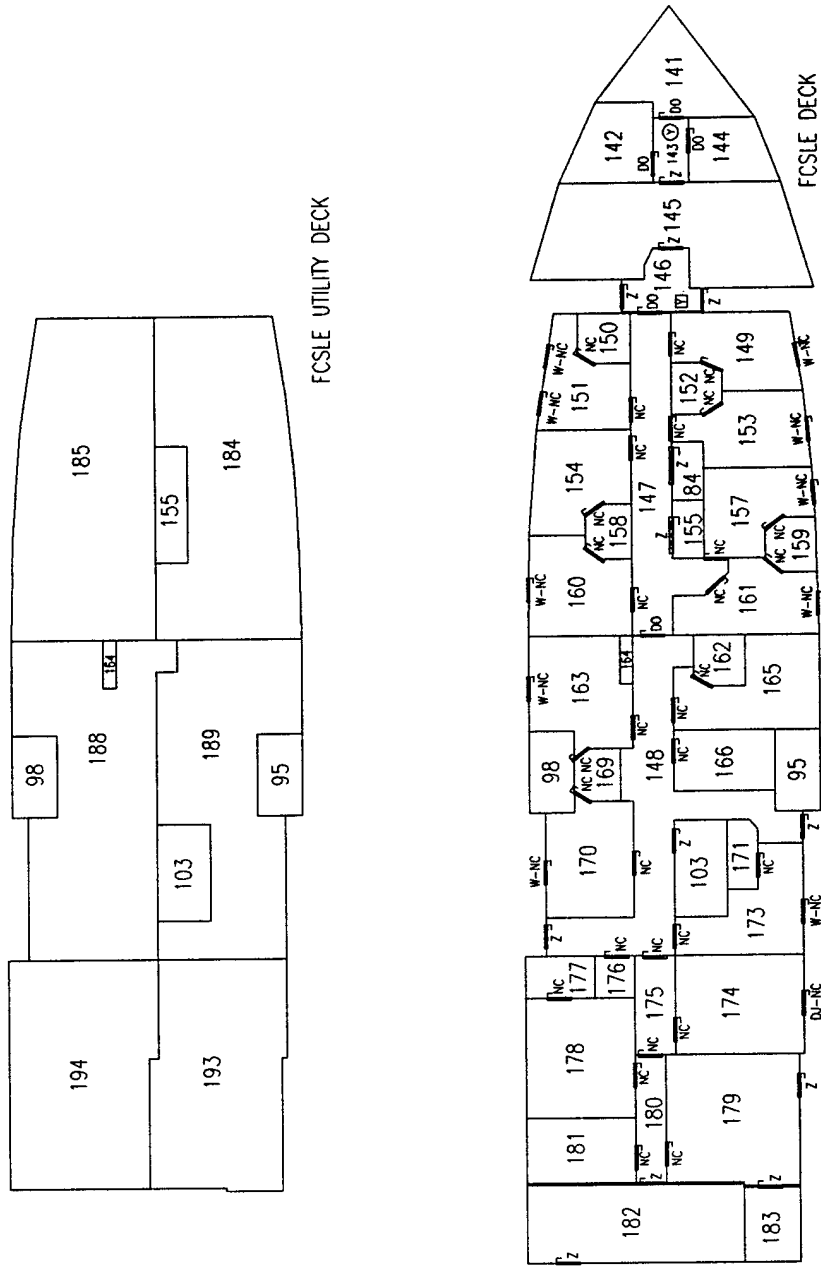 FCSLE UTILITY DECK
185
184
155
164
188
189
98
95
103
194
193
FCSLE DECK
141
DO
142
DO
143 Y
DO
144
Z
145
Z
146
Z
Y
Z
DO
150
NC
W-NC
151
W-NC
NC
NC
149
W-NC
152
NC
NC
NC
153
W-NC
154
NC
147
Z
84
Z
155
157
W-NC
NC
158
NC
NC
159
NC
NC
160
W-NC
NC
161
NC
W-NC
DO
164
163
W-NC
NC
162
NC
165
NC
98
NC
NC
169
148
NC
166
95
170
W-NC
NC
Z
103
171
NC
Z
173
W-NC
NC
Z
NC
NC
177
NC
176
175
NC
174
DJ-NC
178
NC
NC
180
179
Z
181
NC
NC
Z
Z
182
183
Z